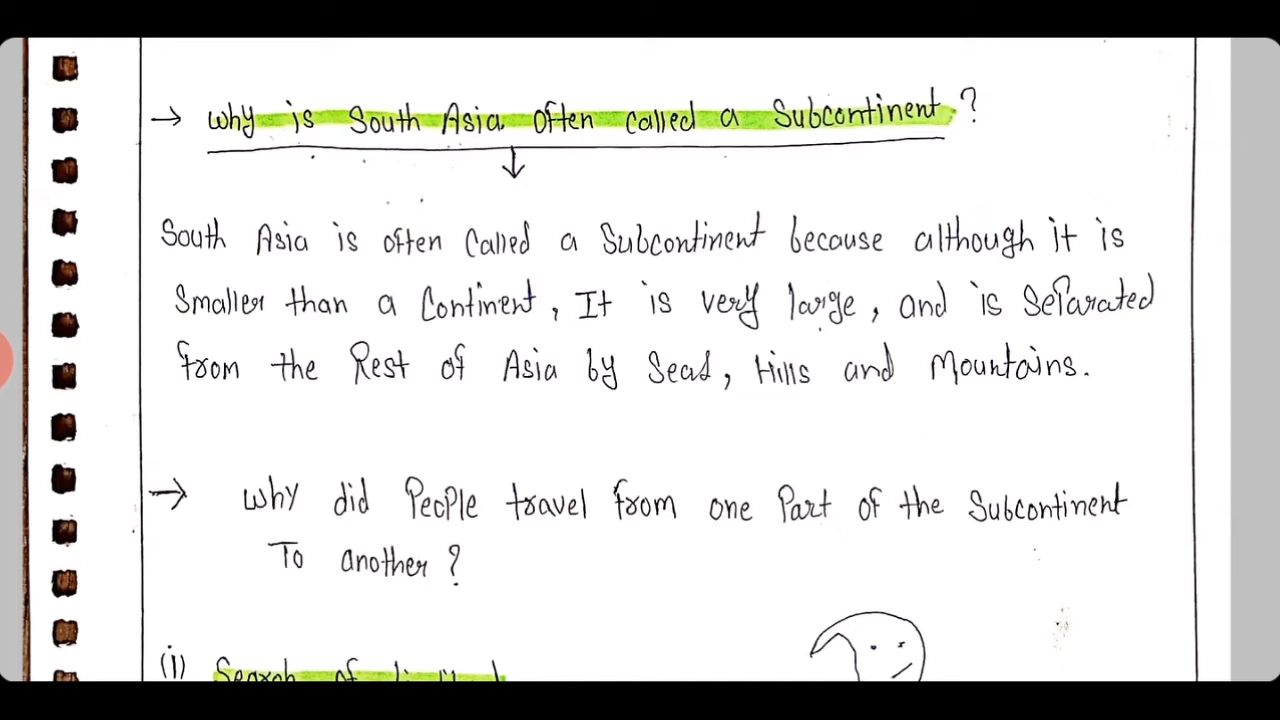 → Why is South Asia often called a Subcontinent ?
South Asia is often Called a Subcontinent because although it is
Smaller than a Continent, It is very large, and is Separated
from the Rest of Asia by Seas, Hills and Mountains.
→ Why did People travel from one Part of the Subcontinent
To another ?
(i) Search of